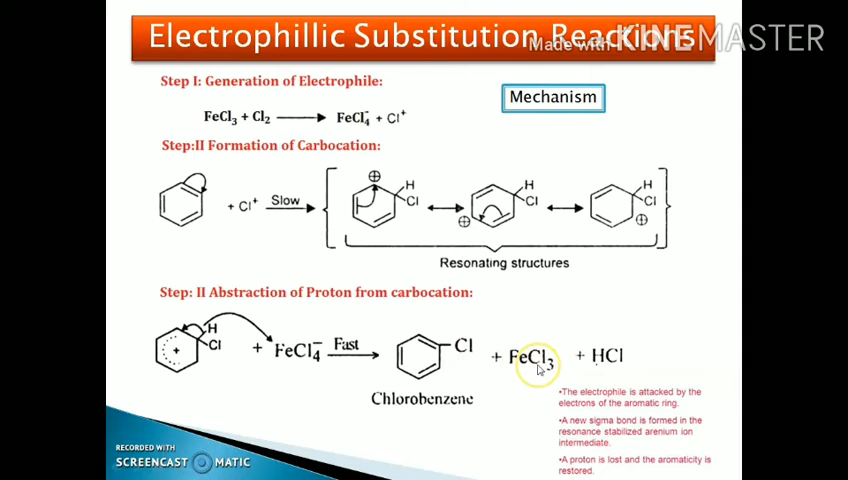 Electrophillic Substitution Reactions
Made with KINEMASTER
Step I: Generation of Electrophile:
Mechanism
FeCl₃ + Cl₂ ⟶ FeCl₄⁻ + Cl⁺
Step:II Formation of Carbocation:
+ Cl⁺ Slow
⊕ H Cl
⊕ H Cl
H Cl ⊕
Resonating structures
Step: II Abstraction of Proton from carbocation:
H Cl + + FeCl₄⁻ Fast Cl + FeCl₃ + HCl
Chlorobenzene
•The electrophile is attacked by the
electrons of the aromatic ring.
•A new sigma bond is formed in the
resonance stabilized arenium ion
intermediate.
•A proton is lost and the aromaticity is
restored.
RECORDED WITH
SCREENCAST MATIC